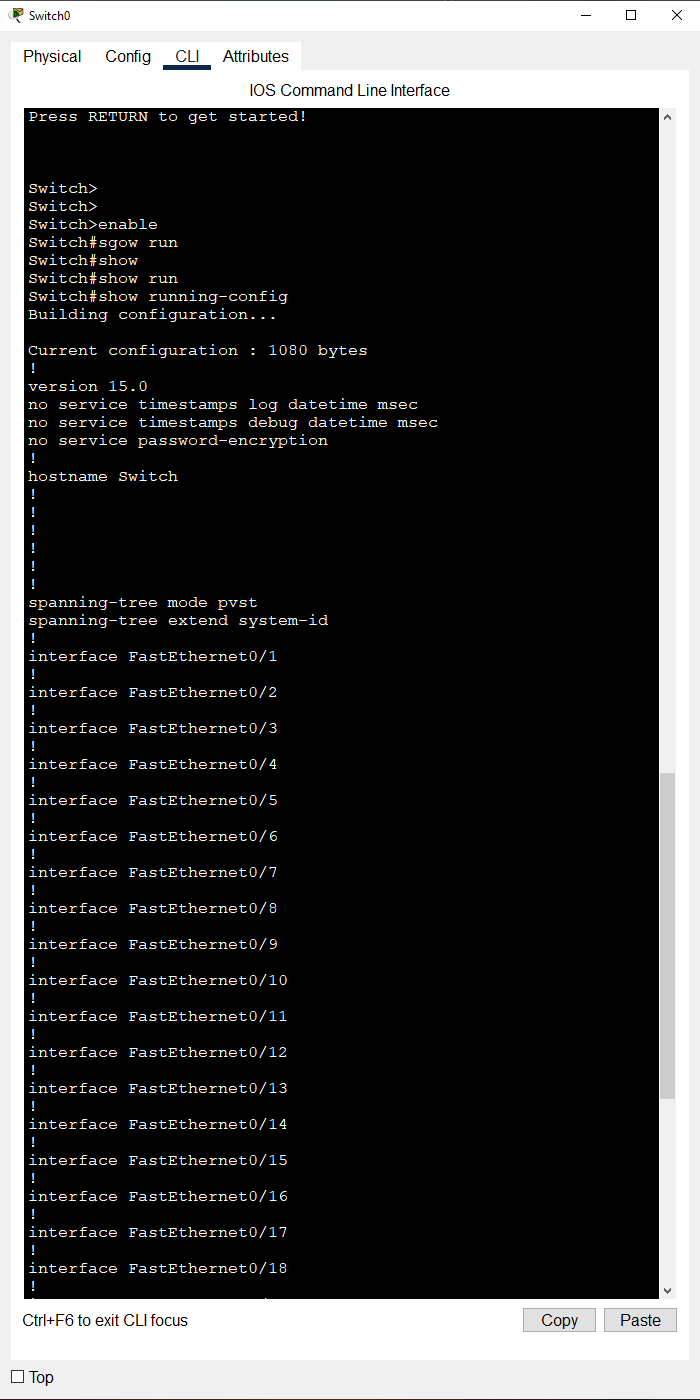 Switch0
Physical Config CLI Attributes
IOS Command Line Interface
Press RETURN to get started!
Switch>
Switch>
Switch>enable
Switch#sgow run
Switch#show
Switch#show run
Switch#show running-config
Building configuration...
Current configuration : 1080 bytes
!
version 15.0
no service timestamps log datetime msec
no service timestamps debug datetime msec
no service password-encryption
!
hostname Switch
!
!
!
!
!
!
spanning-tree mode pvst
spanning-tree extend system-id
!
interface FastEthernet0/1
!
interface FastEthernet0/2
!
interface FastEthernet0/3
!
interface FastEthernet0/4
!
interface FastEthernet0/5
!
interface FastEthernet0/6
!
interface FastEthernet0/7
!
interface FastEthernet0/8
!
interface FastEthernet0/9
!
interface FastEthernet0/10
!
interface FastEthernet0/11
!
interface FastEthernet0/12
!
interface FastEthernet0/13
!
interface FastEthernet0/14
!
interface FastEthernet0/15
!
interface FastEthernet0/16
!
interface FastEthernet0/17
!
interface FastEthernet0/18
!
Ctrl+F6 to exit CLI focus
Copy Paste
Top